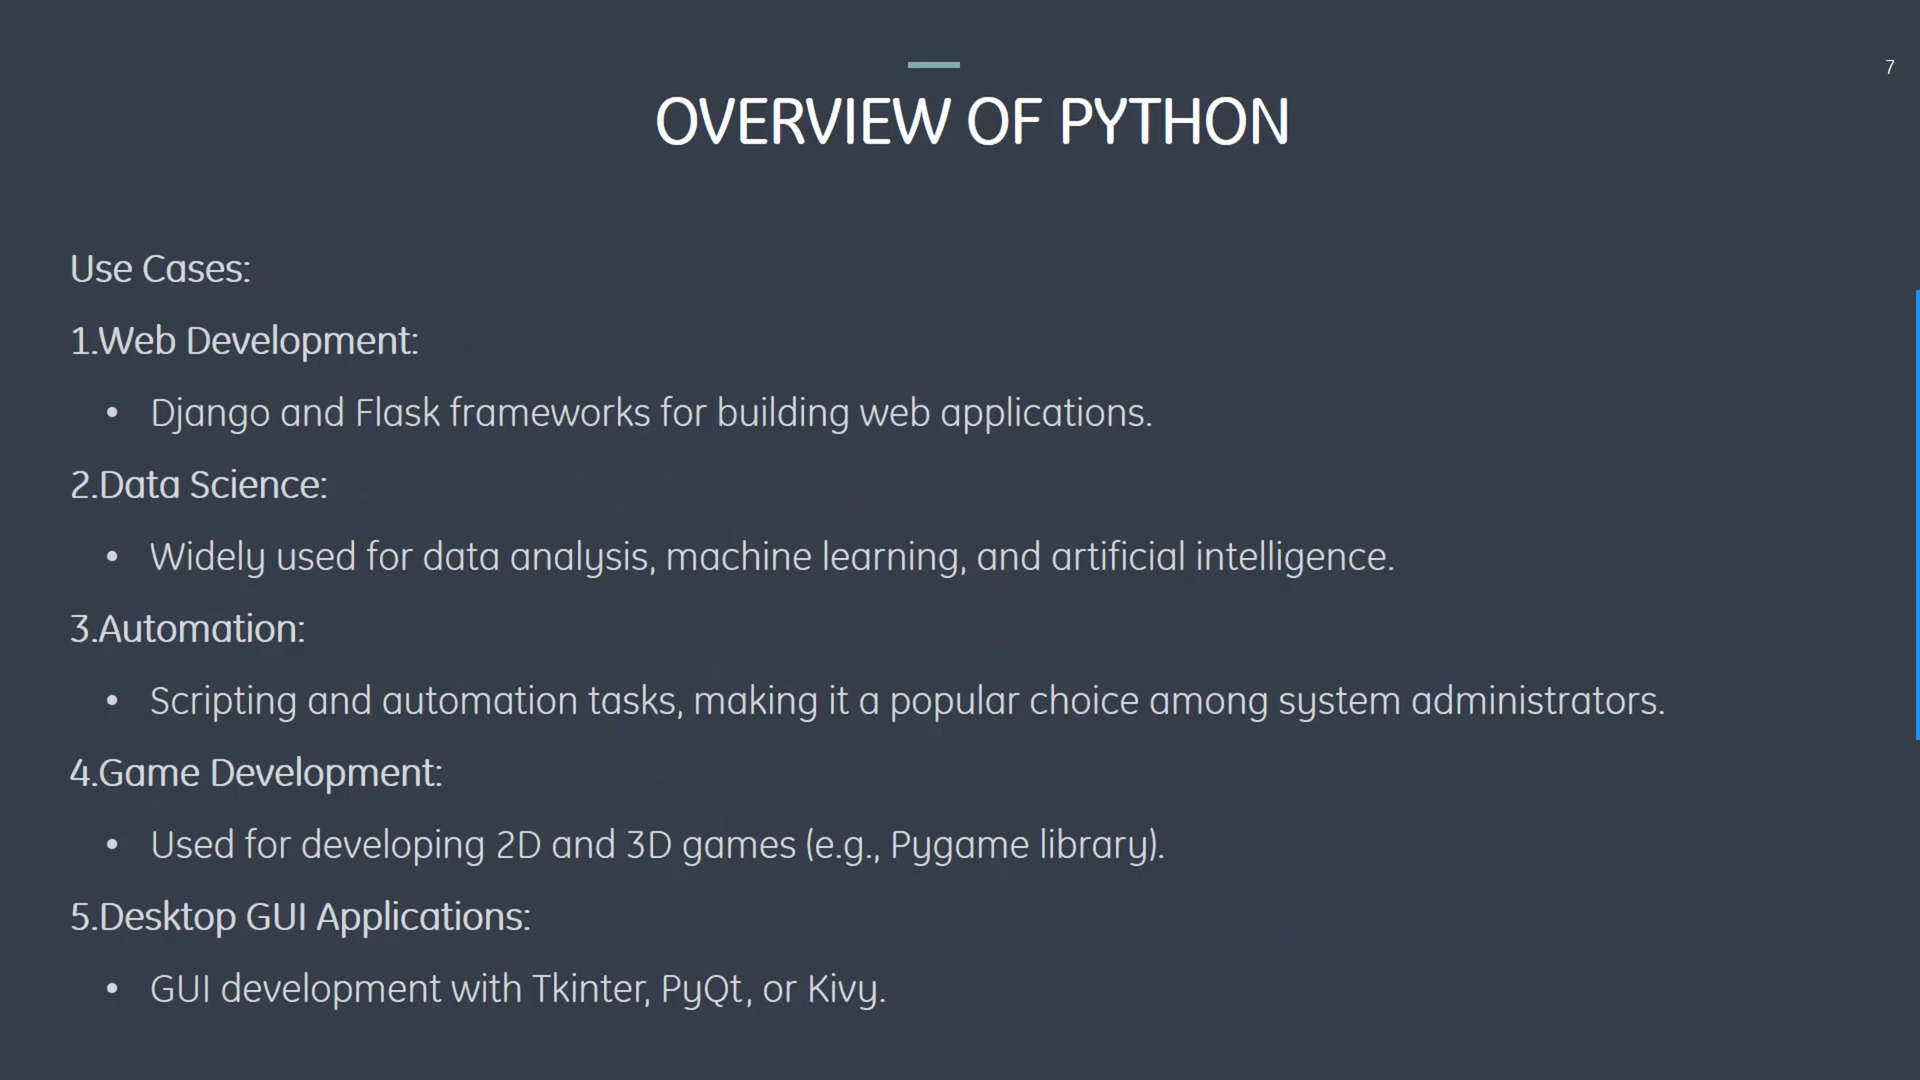 7
OVERVIEW OF PYTHON
Use Cases:
1.Web Development:
• Django and Flask frameworks for building web applications.
2.Data Science:
• Widely used for data analysis, machine learning, and artificial intelligence.
3.Automation:
• Scripting and automation tasks, making it a popular choice among system administrators.
4.Game Development:
• Used for developing 2D and 3D games (e.g., Pygame library).
5.Desktop GUI Applications:
• GUI development with Tkinter, PyQt, or Kivy.